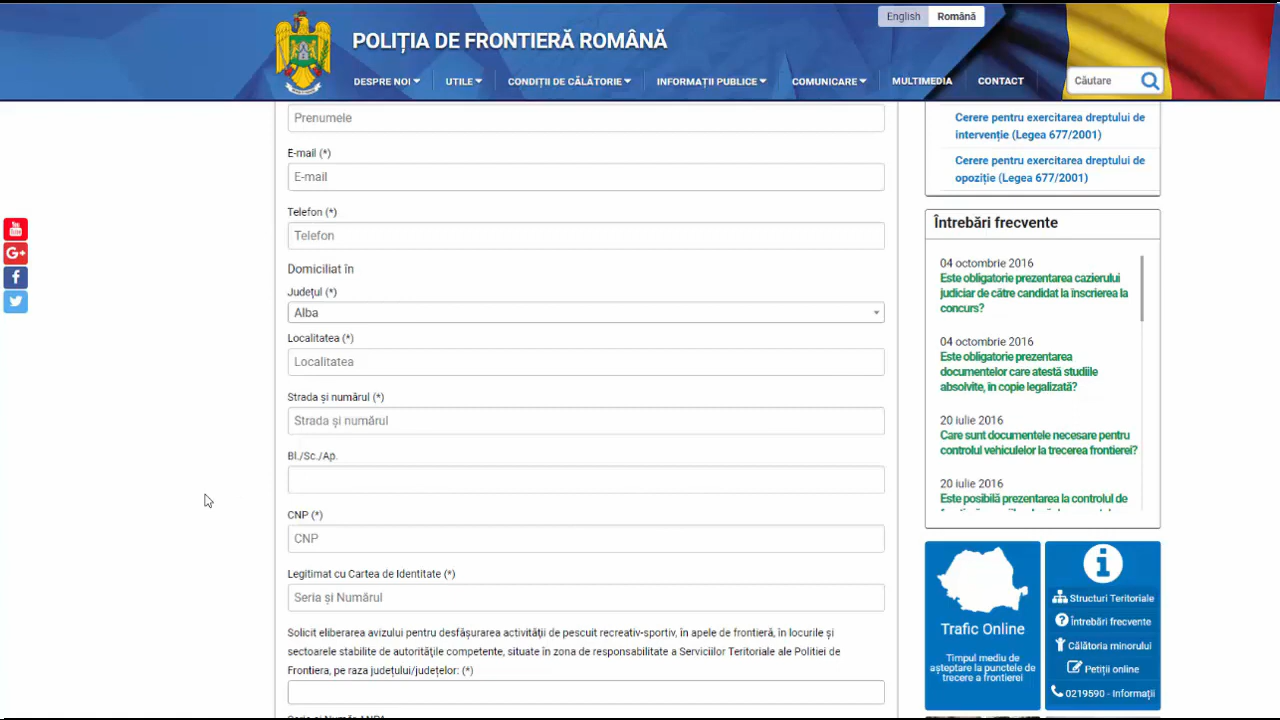 English Română
POLIȚIA DE FRONTIERĂ ROMÂNĂ
DESPRE NOI UTILE CONDIȚII DE CĂLĂTORIE INFORMAȚII PUBLICE COMUNICARE MULTIMEDIA CONTACT Căutare
Prenumele
E-mail (*)
E-mail
Telefon (*)
Telefon
Domiciliat în
Județul (*)
Alba
Localitatea (*)
Localitatea
Strada și numărul (*)
Strada și numărul
Bl./Sc./Ap.
CNP (*)
CNP
Legitimat cu Cartea de Identitate (*)
Seria și Numărul
Solicit eliberarea avizului pentru desfășurarea activității de pescuit recreativ-sportiv, în apele de frontieră, în locurile și
sectoarele stabilite de autoritățile competente, situate în zona de responsabilitate a Serviciilor Teritoriale ale Politiei de
Frontiera, pe raza județului/județelor: (*)
Cerere pentru exercitarea dreptului de
intervenție (Legea 677/2001)
Cerere pentru exercitarea dreptului de
opoziție (Legea 677/2001)
Întrebări frecvente
04 octombrie 2016
Este obligatorie prezentarea cazierului
judiciar de către candidat la înscrierea la
concurs?
04 octombrie 2016
Este obligatorie prezentarea
documentelor care atestă studiile
absolvite, în copie legalizată?
20 iulie 2016
Care sunt documentele necesare pentru
controlul vehiculelor la trecerea frontierei?
20 iulie 2016
Este posibilă prezentarea la controlul de
Trafic Online
Timpul mediu de
așteptare la punctele de
trecere a frontierei
Structuri Teritoriale
Întrebări frecvente
Călătoria minorului
Petiții online
0219590 - Informații